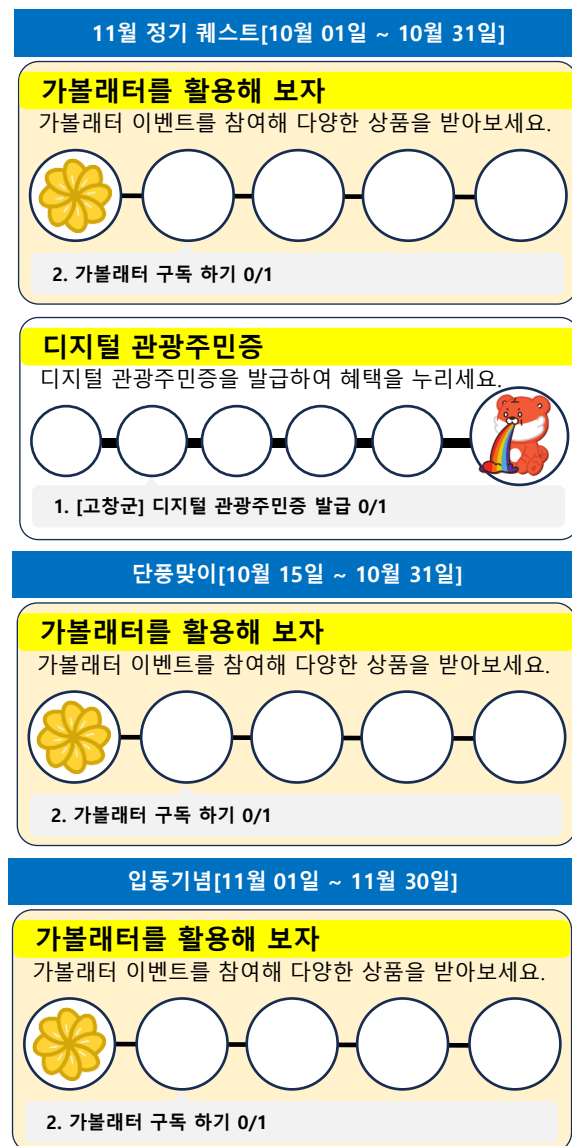 11월 정기 퀘스트[10월 01일 ~ 10월 31일]
가볼래터를 활용해 보자
가볼래터 이벤트를 참여해 다양한 상품을 받아보세요.
2. 가볼래터 구독 하기 0/1
디지털 관광주민증
디지털 관광주민증을 발급하여 혜택을 누리세요.
1. [고창군] 디지털 관광주민증 발급 0/1
단풍맞이[10월 15일 ~ 10월 31일]
가볼래터를 활용해 보자
가볼래터 이벤트를 참여해 다양한 상품을 받아보세요.
2. 가볼래터 구독 하기 0/1
입동기념[11월 01일 ~ 11월 30일]
가볼래터를 활용해 보자
가볼래터 이벤트를 참여해 다양한 상품을 받아보세요.
2. 가볼래터 구독 하기 0/1